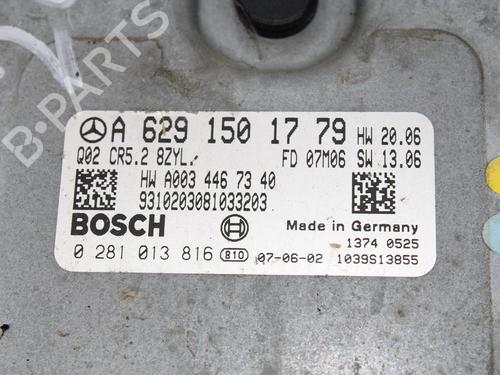 B-PARTS
A 629 150 17 79 HW 20.06
Q02 CR5.2 8ZYL. FD 07M06 SW 13.06
HW A003 446 73 40
9310203081033203
BOSCH
Made in Germany
1374 0525
0 281 013 816 810 07-06-02 1039S13855